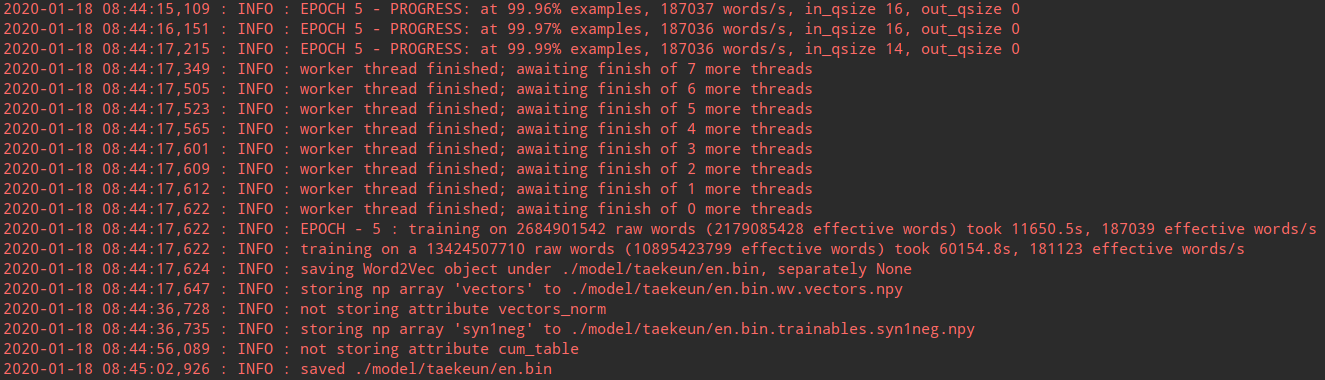 2020-01-18 08:44:15,109 : INFO : EPOCH 5 - PROGRESS: at 99.96% examples, 187037 words/s, in_qsize 16, out_qsize 0
2020-01-18 08:44:16,151 : INFO : EPOCH 5 - PROGRESS: at 99.97% examples, 187036 words/s, in_qsize 16, out_qsize 0
2020-01-18 08:44:17,215 : INFO : EPOCH 5 - PROGRESS: at 99.99% examples, 187036 words/s, in_qsize 14, out_qsize 0
2020-01-18 08:44:17,349 : INFO : worker thread finished; awaiting finish of 7 more threads
2020-01-18 08:44:17,505 : INFO : worker thread finished; awaiting finish of 6 more threads
2020-01-18 08:44:17,523 : INFO : worker thread finished; awaiting finish of 5 more threads
2020-01-18 08:44:17,565 : INFO : worker thread finished; awaiting finish of 4 more threads
2020-01-18 08:44:17,601 : INFO : worker thread finished; awaiting finish of 3 more threads
2020-01-18 08:44:17,609 : INFO : worker thread finished; awaiting finish of 2 more threads
2020-01-18 08:44:17,612 : INFO : worker thread finished; awaiting finish of 1 more threads
2020-01-18 08:44:17,622 : INFO : worker thread finished; awaiting finish of 0 more threads
2020-01-18 08:44:17,622 : INFO : EPOCH - 5 : training on 2684901542 raw words (2179085428 effective words) took 11650.5s, 187039 effective words/s
2020-01-18 08:44:17,622 : INFO : training on a 13424507710 raw words (10895423799 effective words) took 60154.8s, 181123 effective words/s
2020-01-18 08:44:17,624 : INFO : saving Word2Vec object under ./model/taekeun/en.bin, separately None
2020-01-18 08:44:17,647 : INFO : storing np array 'vectors' to ./model/taekeun/en.bin.wv.vectors.npy
2020-01-18 08:44:36,728 : INFO : not storing attribute vectors_norm
2020-01-18 08:44:36,735 : INFO : storing np array 'syn1neg' to ./model/taekeun/en.bin.trainables.syn1neg.npy
2020-01-18 08:44:56,089 : INFO : not storing attribute cum_table
2020-01-18 08:45:02,926 : INFO : saved ./model/taekeun/en.bin